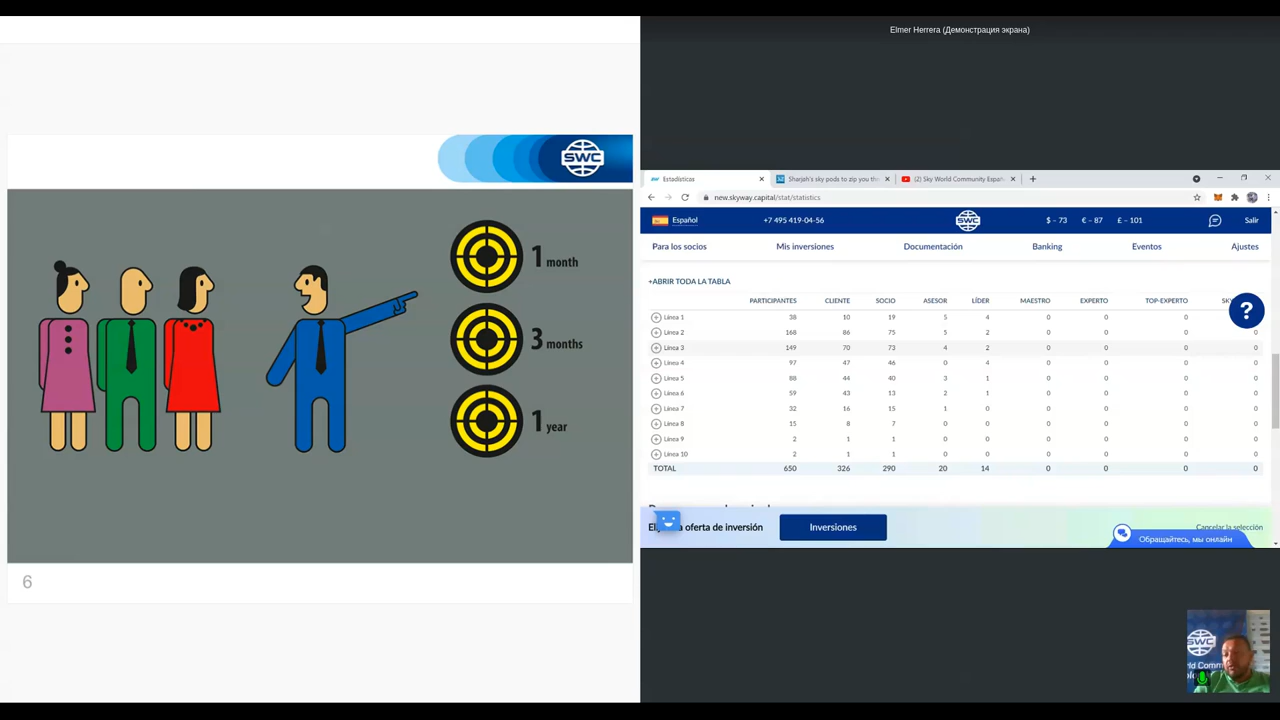 Elmer Herrera (Демонстрация экрана)
SWC
1 month
3 months
1 year
6
Estadísticas
Sharjah's sky pods to zip you th
(2) Sky World Community Españ
new.skyway.capital/stat/statistics
Español
+7 495 419-04-56
$ – 73 € – 87 £ – 101
Salir
Para los socios Mis inversiones Documentación Banking Eventos Ajustes
+ABRIR TODA LA TABLA
PARTICIPANTES CLIENTE SOCIO ASESOR LÍDER MAESTRO EXPERTO TOP-EXPERTO
?
Línea 1 38 10 19 5 4 0 0 0
Línea 2 168 86 75 5 2 0 0 0 0
Línea 3 149 70 73 4 2 0 0 0 0
Línea 4 97 47 46 0 4 0 0 0 0
Línea 5 88 44 40 3 1 0 0 0 0
Línea 6 59 43 13 2 1 0 0 0 0
Línea 7 32 16 15 1 0 0 0 0 0
Línea 8 15 8 7 0 0 0 0 0 0
Línea 9 2 1 1 0 0 0 0 0 0
Línea 10 2 1 1 0 0 0 0 0 0
TOTAL 650 326 290 20 14 0 0 0 0
a oferta de inversión
Inversiones
Cancelar la selección
Обращайтесь, мы онлайн
SWC